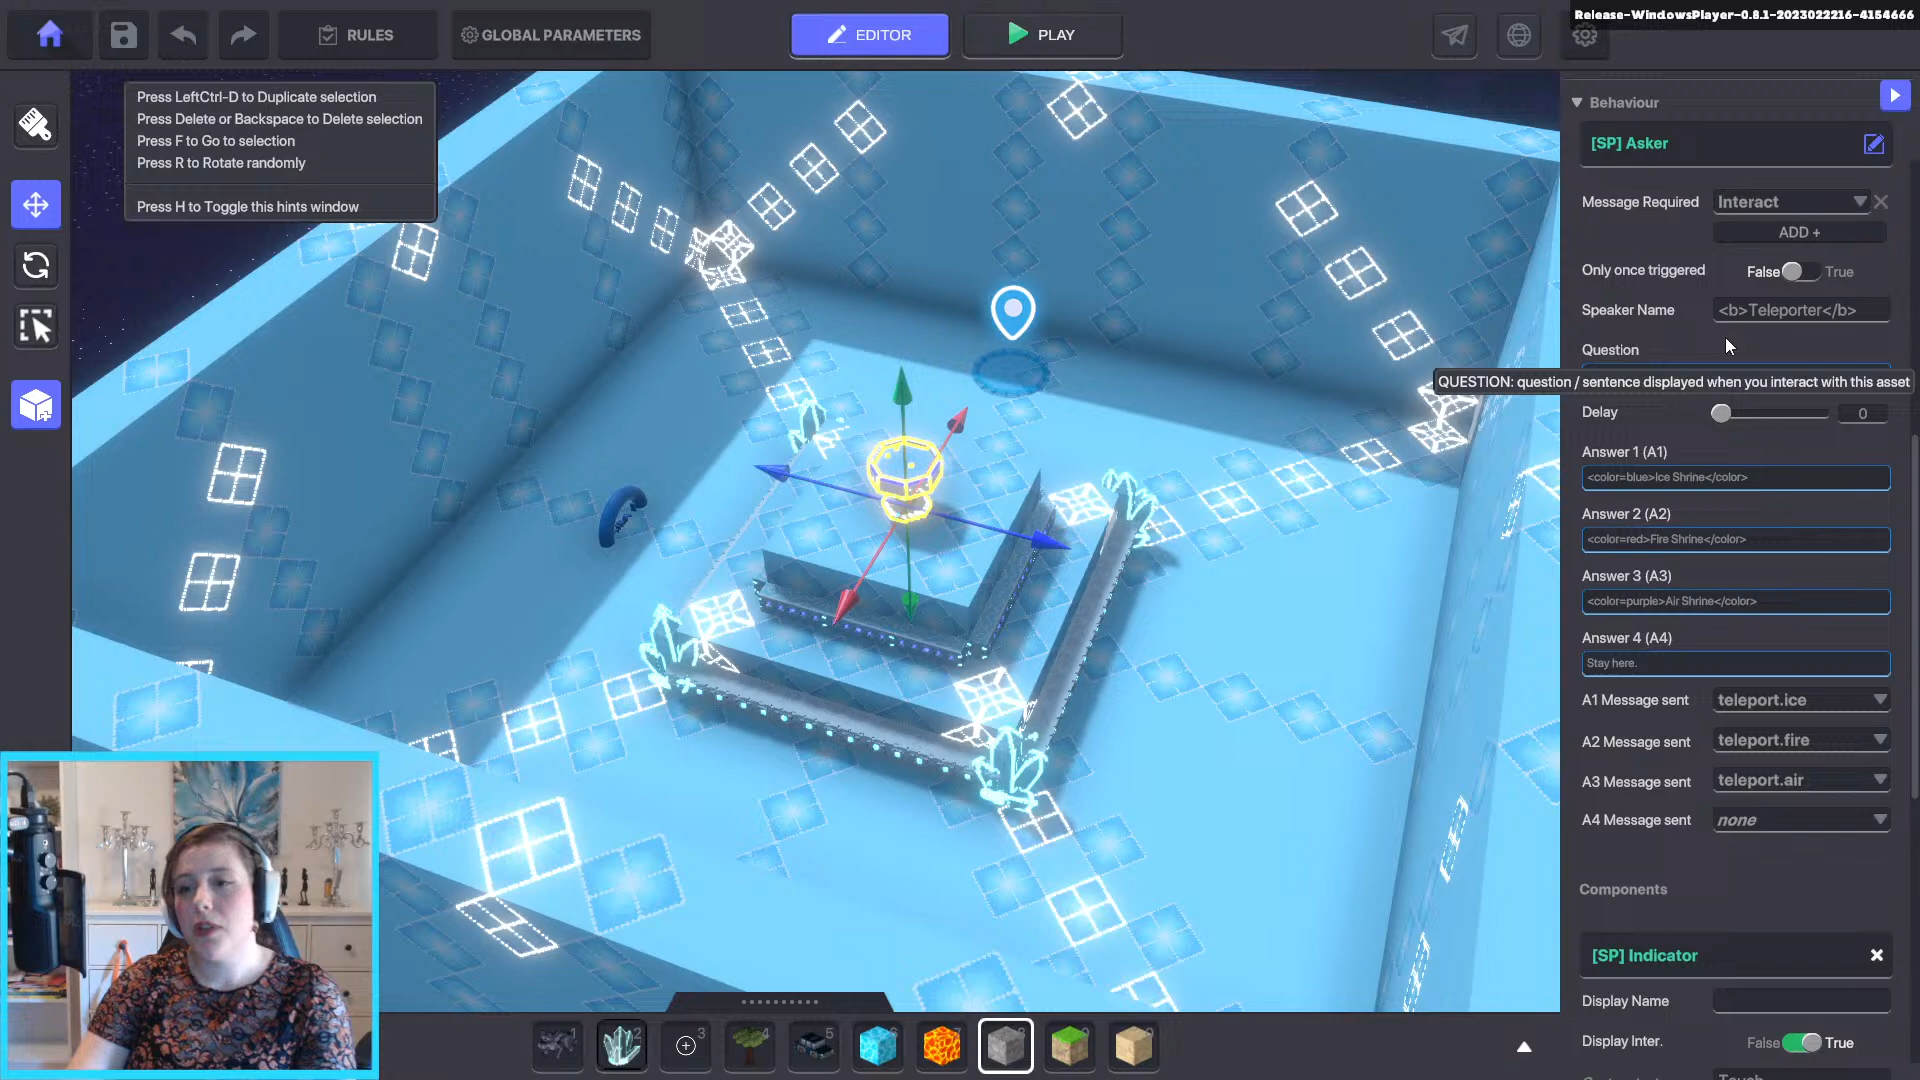 Release-WindowsPlayer-0.8.1-2023022216-4154666
RULES
GLOBAL PARAMETERS
EDITOR
PLAY
Press LeftCtrl-D to Duplicate selection
Press Delete or Backspace to Delete selection
Press F to Go to selection
Press R to Rotate randomly
Press H to Toggle this hints window
Behaviour
[SP] Asker
Message Required Interact
ADD +
Only once triggered False True
Speaker Name <b>Teleporter</b>
Question
QUESTION: question / sentence displayed when you interact with this asset
Delay 0
Answer 1 (A1)
<color=blue>Ice Shrine</color>
Answer 2 (A2)
<color=red>Fire Shrine</color>
Answer 3 (A3)
<color=purple>Air Shrine</color>
Answer 4 (A4)
Stay here.
A1 Message sent teleport.ice
A2 Message sent teleport.fire
A3 Message sent teleport.air
A4 Message sent none
Components
[SP] Indicator
Display Name
Display Inter. False True
1 2 3 4 5